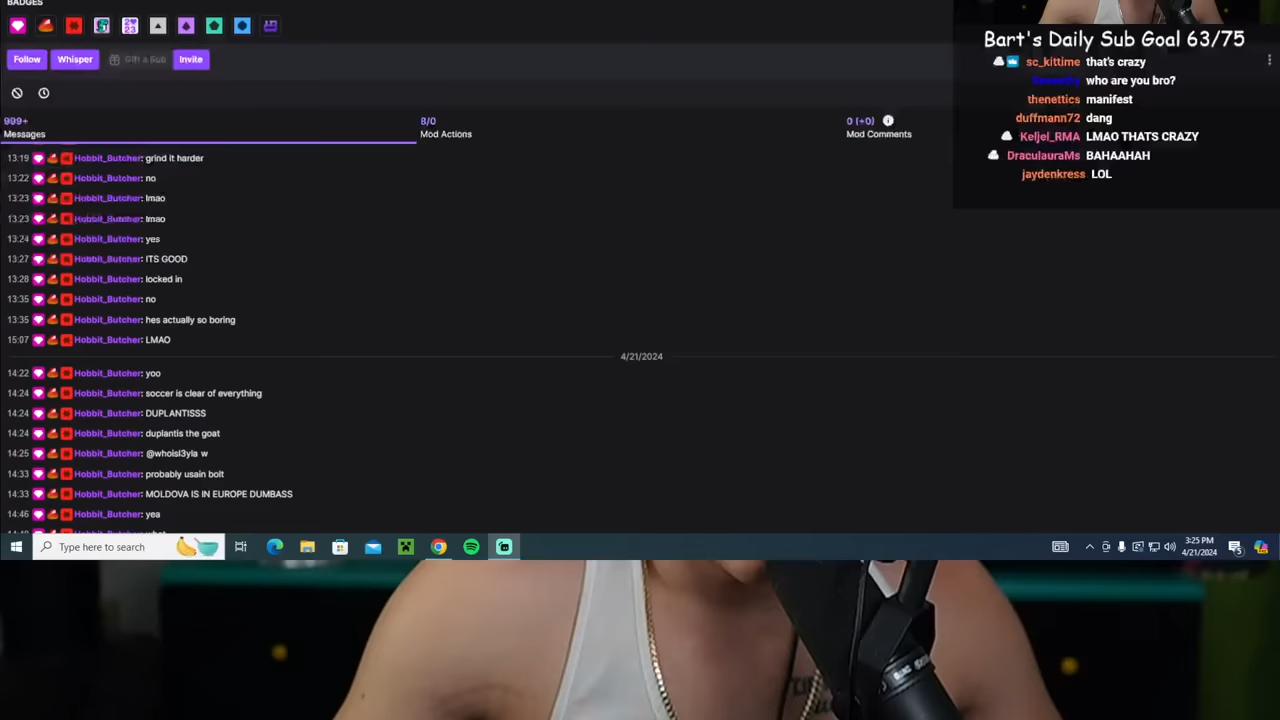 BADGES
Follow
Whisper
Gift a Sub
Invite
999+
Messages
8/0
Mod Actions
0 (+0)
Mod Comments
13:19 Hobbit_Butcher: grind it harder
13:22 Hobbit_Butcher: no
13:23 Hobbit_Butcher: lmao
13:23 Hobbit_Butcher: lmao
13:24 Hobbit_Butcher: yes
13:27 Hobbit_Butcher: ITS GOOD
13:28 Hobbit_Butcher: locked in
13:35 Hobbit_Butcher: no
13:35 Hobbit_Butcher: hes actually so boring
15:07 Hobbit_Butcher: LMAO
4/21/2024
14:22 Hobbit_Butcher: yoo
14:24 Hobbit_Butcher: soccer is clear of everything
14:24 Hobbit_Butcher: DUPLANTISSS
14:24 Hobbit_Butcher: duplantis the goat
14:25 Hobbit_Butcher: @whoisl3yla w
14:33 Hobbit_Butcher: probably usain bolt
14:33 Hobbit_Butcher: MOLDOVA IS IN EUROPE DUMBASS
14:46 Hobbit_Butcher: yea
Bart's Daily Sub Goal 63/75
sc_kittime that's crazy
who are you bro?
thenettics manifest
duffmann72 dang
Keljel_RMA LMAO THATS CRAZY
DraculauraMs BAHAAHAH
jaydenkress LOL
Type here to search
3:25 PM
4/21/2024